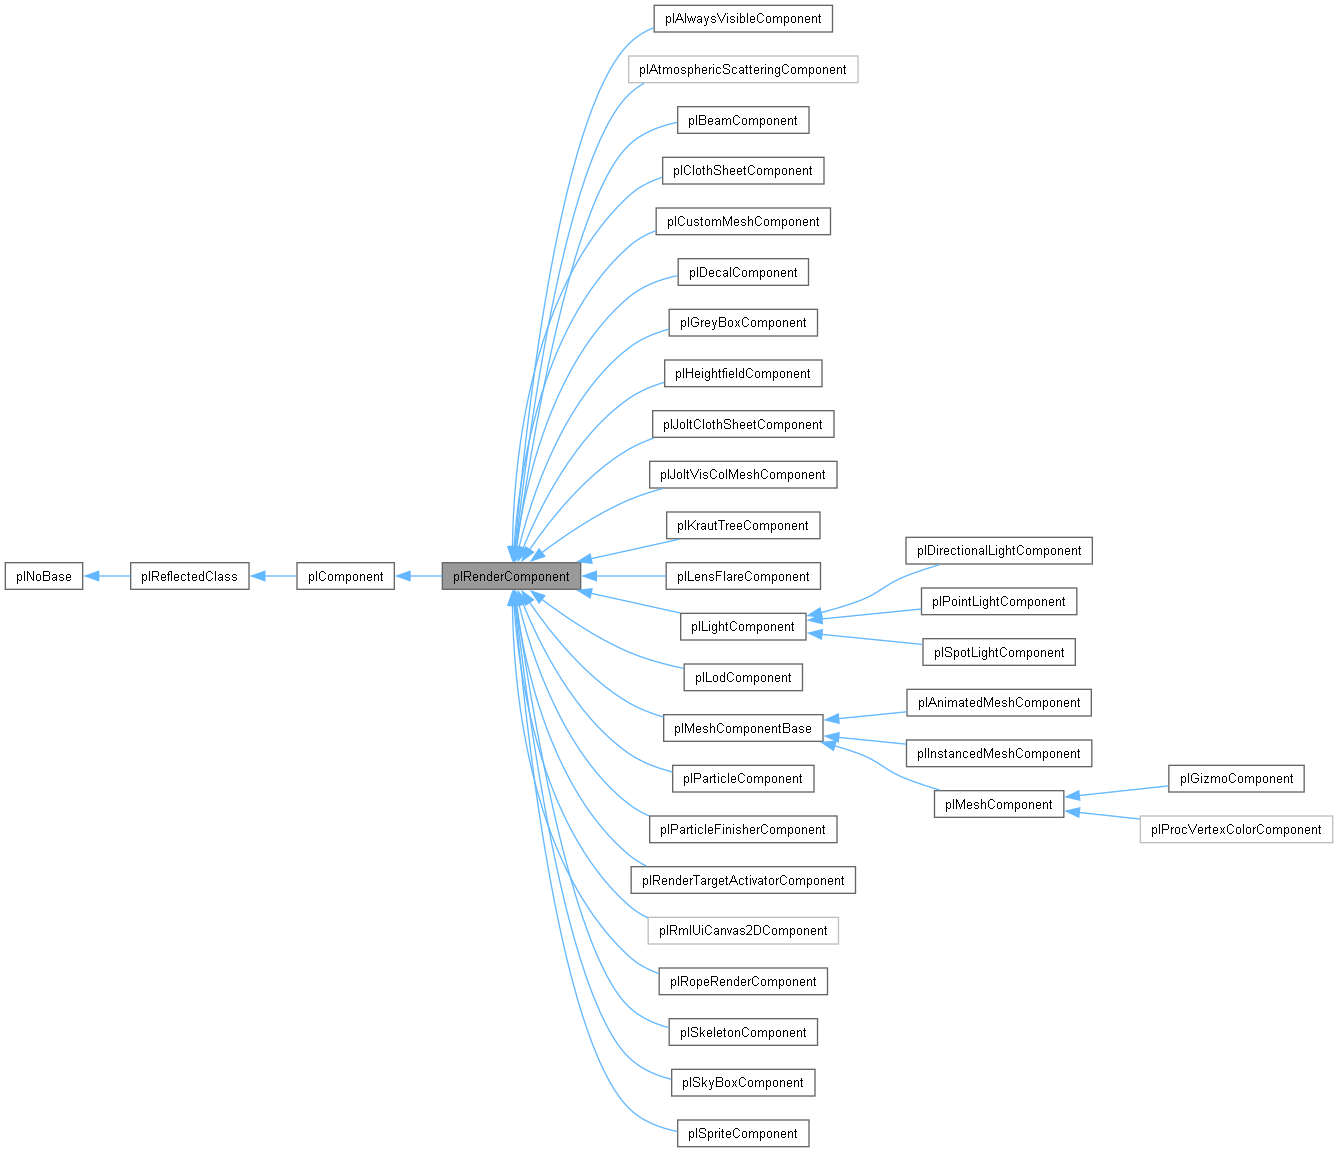 plAlwaysVisibleComponent
plAtmosphericScatteringComponent
plBeamComponent
plClothSheetComponent
plCustomMeshComponent
plDecalComponent
plGreyBoxComponent
plHeightfieldComponent
plJoltClothSheetComponent
plJoltVisColMeshComponent
plKrautTreeComponent
plNoBase
plReflectedClass
plComponent
plRenderComponent
plLensFlareComponent
plLightComponent
plDirectionalLightComponent
plPointLightComponent
plSpotLightComponent
plLodComponent
plMeshComponentBase
plAnimatedMeshComponent
plInstancedMeshComponent
plMeshComponent
plGizmoComponent
plProcVertexColorComponent
plParticleComponent
plParticleFinisherComponent
plRenderTargetActivatorComponent
plRmlUiCanvas2DComponent
plRopeRenderComponent
plSkeletonComponent
plSkyBoxComponent
plSpriteComponent